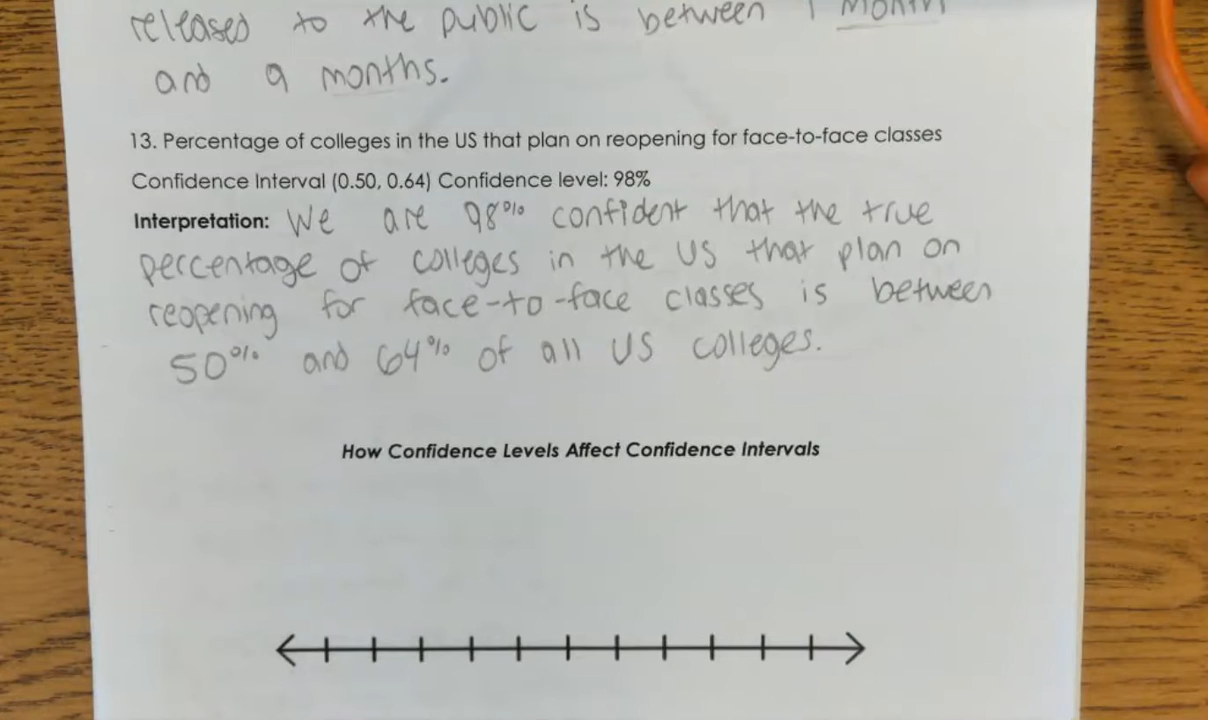 released to the public is between 1 month
and 9 months.
13. Percentage of colleges in the US that plan on reopening for face-to-face classes
Confidence Interval (0.50, 0.64) Confidence level: 98%
Interpretation: We are 98% confident that the true
percentage of colleges in the US that plan on
reopening for face-to-face classes is between
50% and 64% of all US colleges.
How Confidence Levels Affect Confidence Intervals